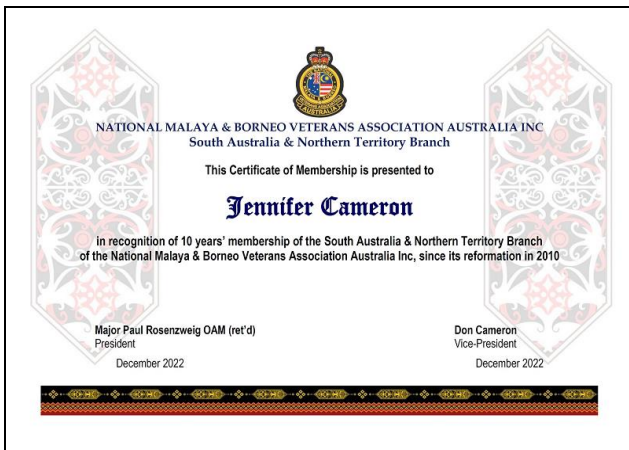 NATIONAL MALAYA & BORNEO VETERANS ASSOCIATION AUSTRALIA INC
South Australia & Northern Territory Branch
This Certificate of Membership is presented to
Jennifer Cameron
in recognition of 10 years' membership of the South Australia & Northern Territory Branch
of the National Malaya & Borneo Veterans Association Australia Inc, since its reformation in 2010
Major Paul Rosenzweig OAM (ret'd)
President
December 2022
Don Cameron
Vice-President
December 2022